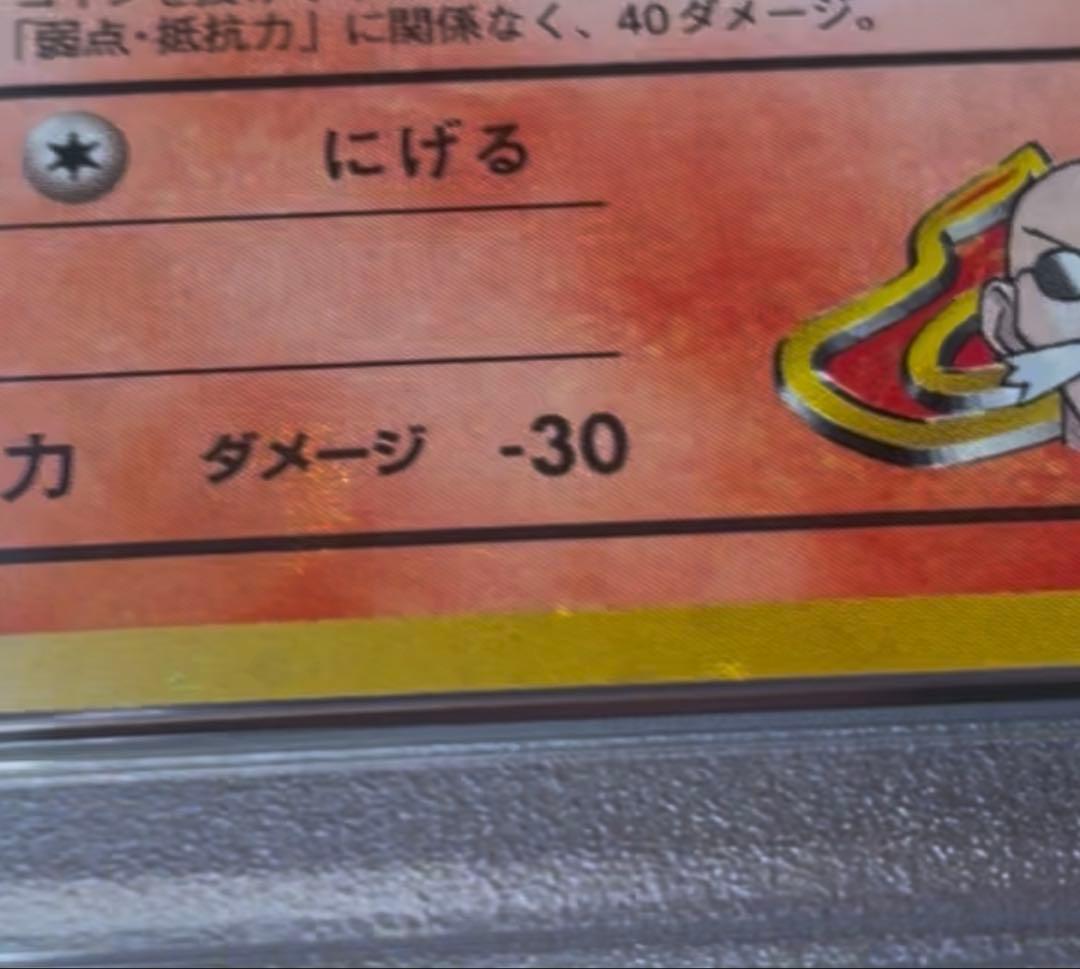 「弱点・抵抗力」に関係なく、40ダメージ。
にげる
力 ダメージ -30